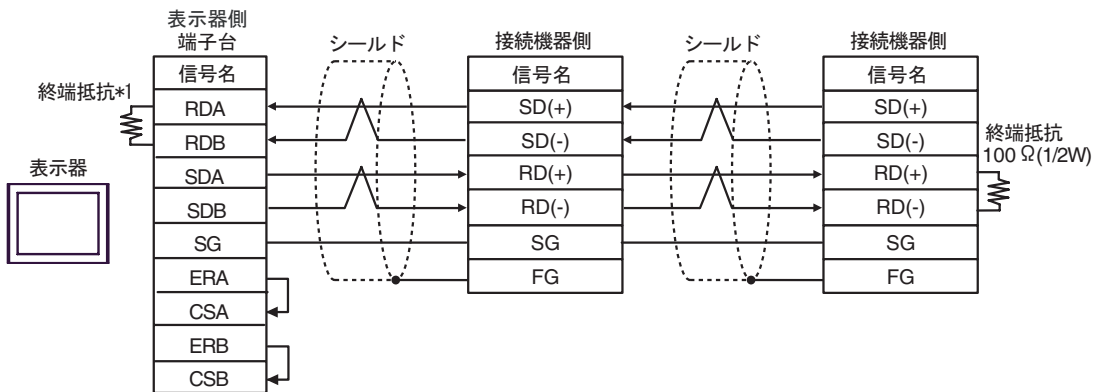 表示器側
端子台
シールド
接続機器側
シールド
接続機器側
信号名
信号名
信号名
終端抵抗*1
RDA
SD(+)
SD(+)
RDB
SD(-)
SD(-)
終端抵抗
100 Ω(1/2W)
表示器
SDA
RD(+)
RD(+)
SDB
RD(-)
RD(-)
SG
SG
SG
ERA
FG
FG
CSA
ERB
CSB